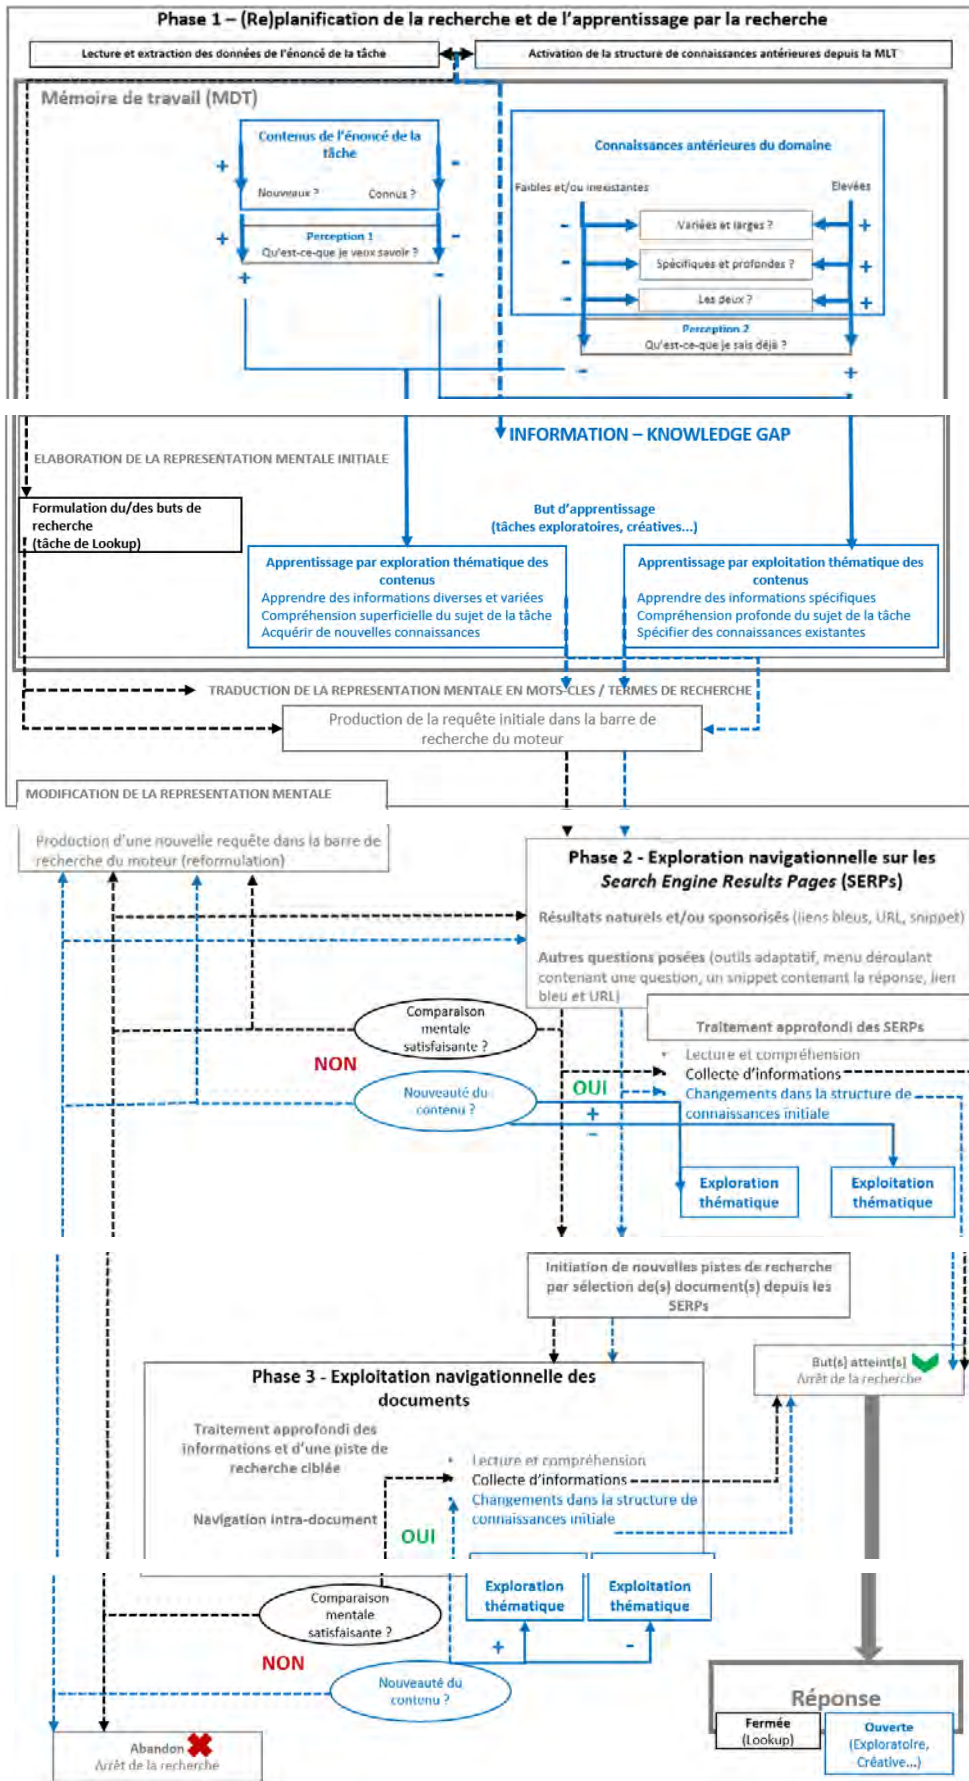 Phase 1 – (Re)planification de la recherche et de l'apprentissage par la recherche
Lecture et extraction des données de l'énoncé de la tâche
Activation de la structure de connaissances antérieures depuis la MLT
Mémoire de travail (MDT)
Contenus de l'énoncé de la
tâche
+
-
Nouveaux ?
Connus ?
Connaissances antérieures du domaine
Faibles et/ou inexistantes
Elevées
-
Variées et larges ?
+
+
Perception 1
-
Qu'est-ce-que je veux savoir ?
-
Spécifiques et profondes ?
+
+
-
-
Les deux ?
+
Perception 2
Qu'est-ce-que je sais déjà ?
-
+
INFORMATION – KNOWLEDGE GAP
ELABORATION DE LA REPRESENTATION MENTALE INITIALE
Formulation du/des buts de
recherche
(tâche de Lookup)
But d'apprentissage
(tâches exploratoires, créatives...)
Apprentissage par exploration thématique des
contenus
Apprendre des informations diverses et variées
Compréhension superficielle du sujet de la tâche
Acquérir de nouvelles connaissances
Apprentissage par exploitation thématique des
contenus
Apprendre des informations spécifiques
Compréhension profonde du sujet de la tâche
Spécifier des connaissances existantes
TRADUCTION DE LA REPRESENTATION MENTALE EN MOTS-CLES / TERMES DE RECHERCHE
Production de la requête initiale dans la barre de
recherche du moteur
MODIFICATION DE LA REPRESENTATION MENTALE
Production d'une nouvelle requête dans la barre de
recherche du moteur (reformulation)
Phase 2 - Exploration navigationnelle sur les
Search Engine Results Pages (SERPs)
Résultats naturels et/ou sponsorisés (liens bleus, URL, snippet)
Autres questions posées (outils adaptatif, menu déroulant
contenant une question, un snippet contenant la réponse, lien
bleu et URL)
Comparaison
mentale
satisfaisante ?
Traitement approfondi des SERPs
NON
• Lecture et compréhension
• Collecte d'informations
OUI
• Changements dans la structure de
connaissances initiale
Nouveauté du
contenu ?
+
-
Exploration
thématique
Exploitation
thématique
Initiation de nouvelles pistes de recherche
par sélection de(s) document(s) depuis les
SERPs
But(s) atteint(s)
Arrêt de la recherche
Phase 3 - Exploitation navigationnelle des
documents
Traitement approfondi des
informations et d'une piste de
recherche ciblée
• Lecture et compréhension
• Collecte d'informations
• Changements dans la structure de
connaissances initiale
Navigation intra-document
OUI
Exploration
thématique
Exploitation
thématique
Comparaison
mentale
satisfaisante ?
+
-
NON
Nouveauté du
contenu ?
Abandon
Arrêt de la recherche
Réponse
Fermée
(Lookup)
Ouverte
(Exploratoire,
Créative...)